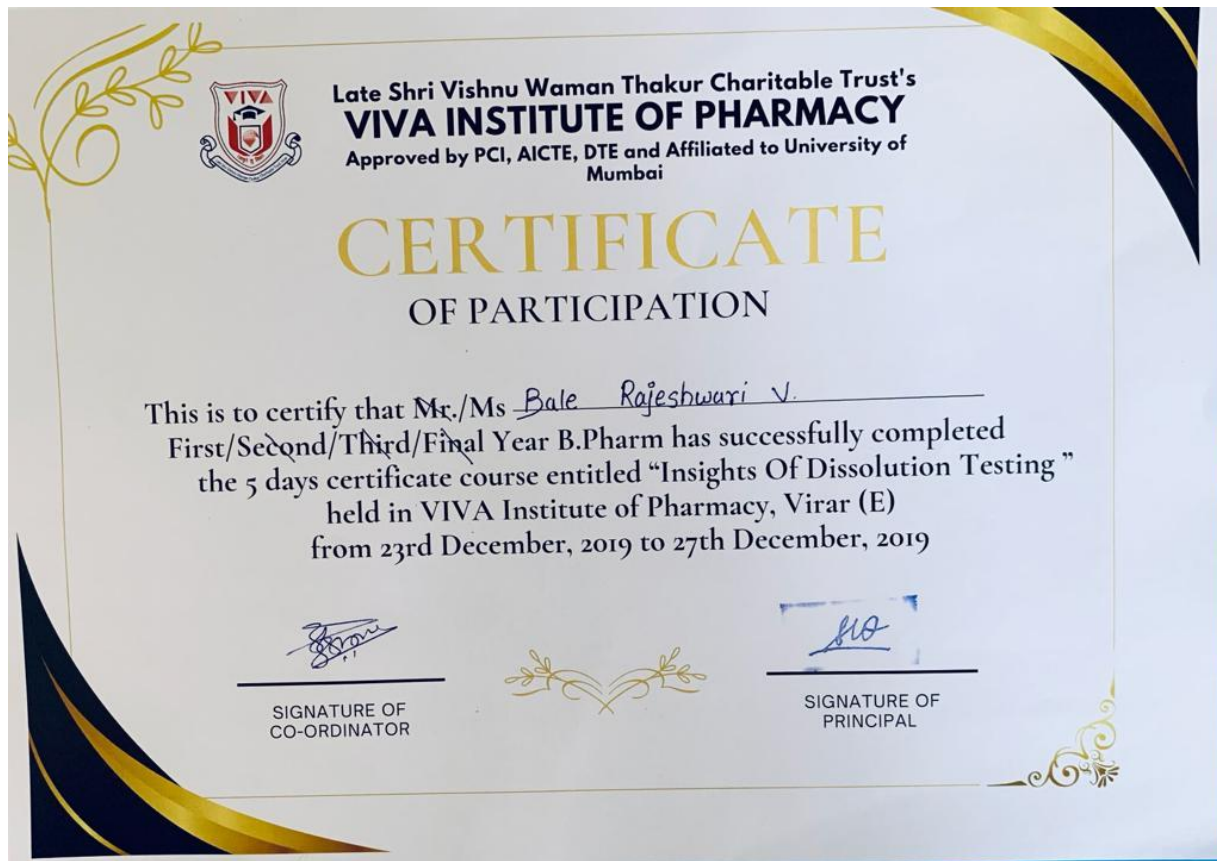 VIVA
Late Shri Vishnu Waman Thakur Charitable Trust's
VIVA INSTITUTE OF PHARMACY
Approved by PCI, AICTE, DTE and Affiliated to University of
Mumbai
CERTIFICATE
OF PARTICIPATION
This is to certify that Mr./Ms Bale Rajeshwari V.
First/Second/Third/Final Year B.Pharm has successfully completed
the 5 days certificate course entitled “Insights Of Dissolution Testing ”
held in VIVA Institute of Pharmacy, Virar (E)
from 23rd December, 2019 to 27th December, 2019
SIGNATURE OF
CO-ORDINATOR
SIGNATURE OF
PRINCIPAL